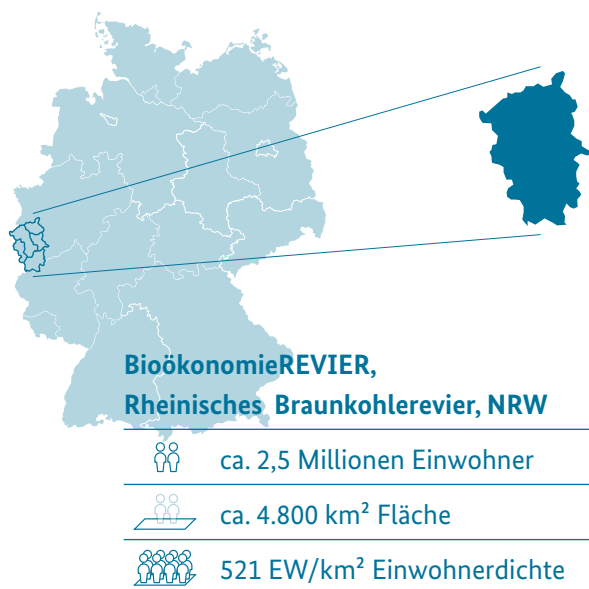 BioökonomieREVIER,
Rheinisches Braunkohlerevier, NRW
ca. 2,5 Millionen Einwohner
ca. 4.800 km² Fläche
521 EW/km² Einwohnerdichte